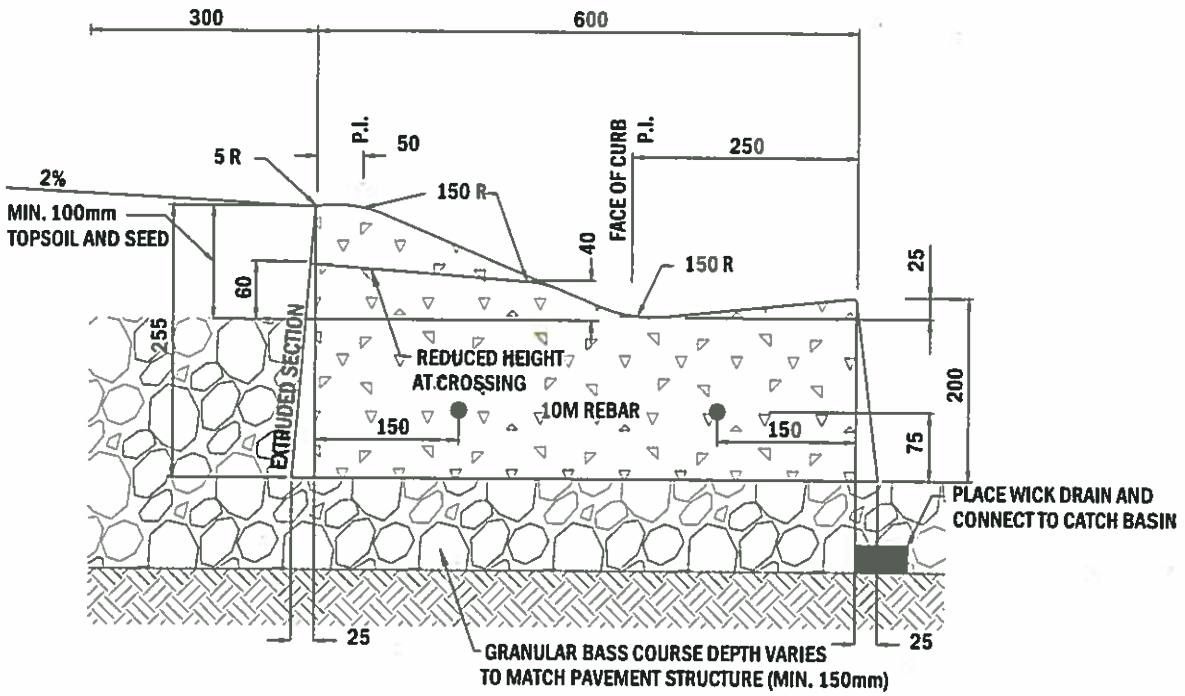 300
600
P.I.
50
5 R
FACE OF CURB
P.I.
250
2%
150 R
MIN. 100mm
TOPSOIL AND SEED
40
150 R
25
60
255
EXTRUDED SECTION
REDUCED HEIGHT
AT CROSSING
10M REBAR
150
150
75
200
PLACE WICK DRAIN AND
CONNECT TO CATCH BASIN
25
25
GRANULAR BASS COURSE DEPTH VARIES
TO MATCH PAVEMENT STRUCTURE (MIN. 150mm)